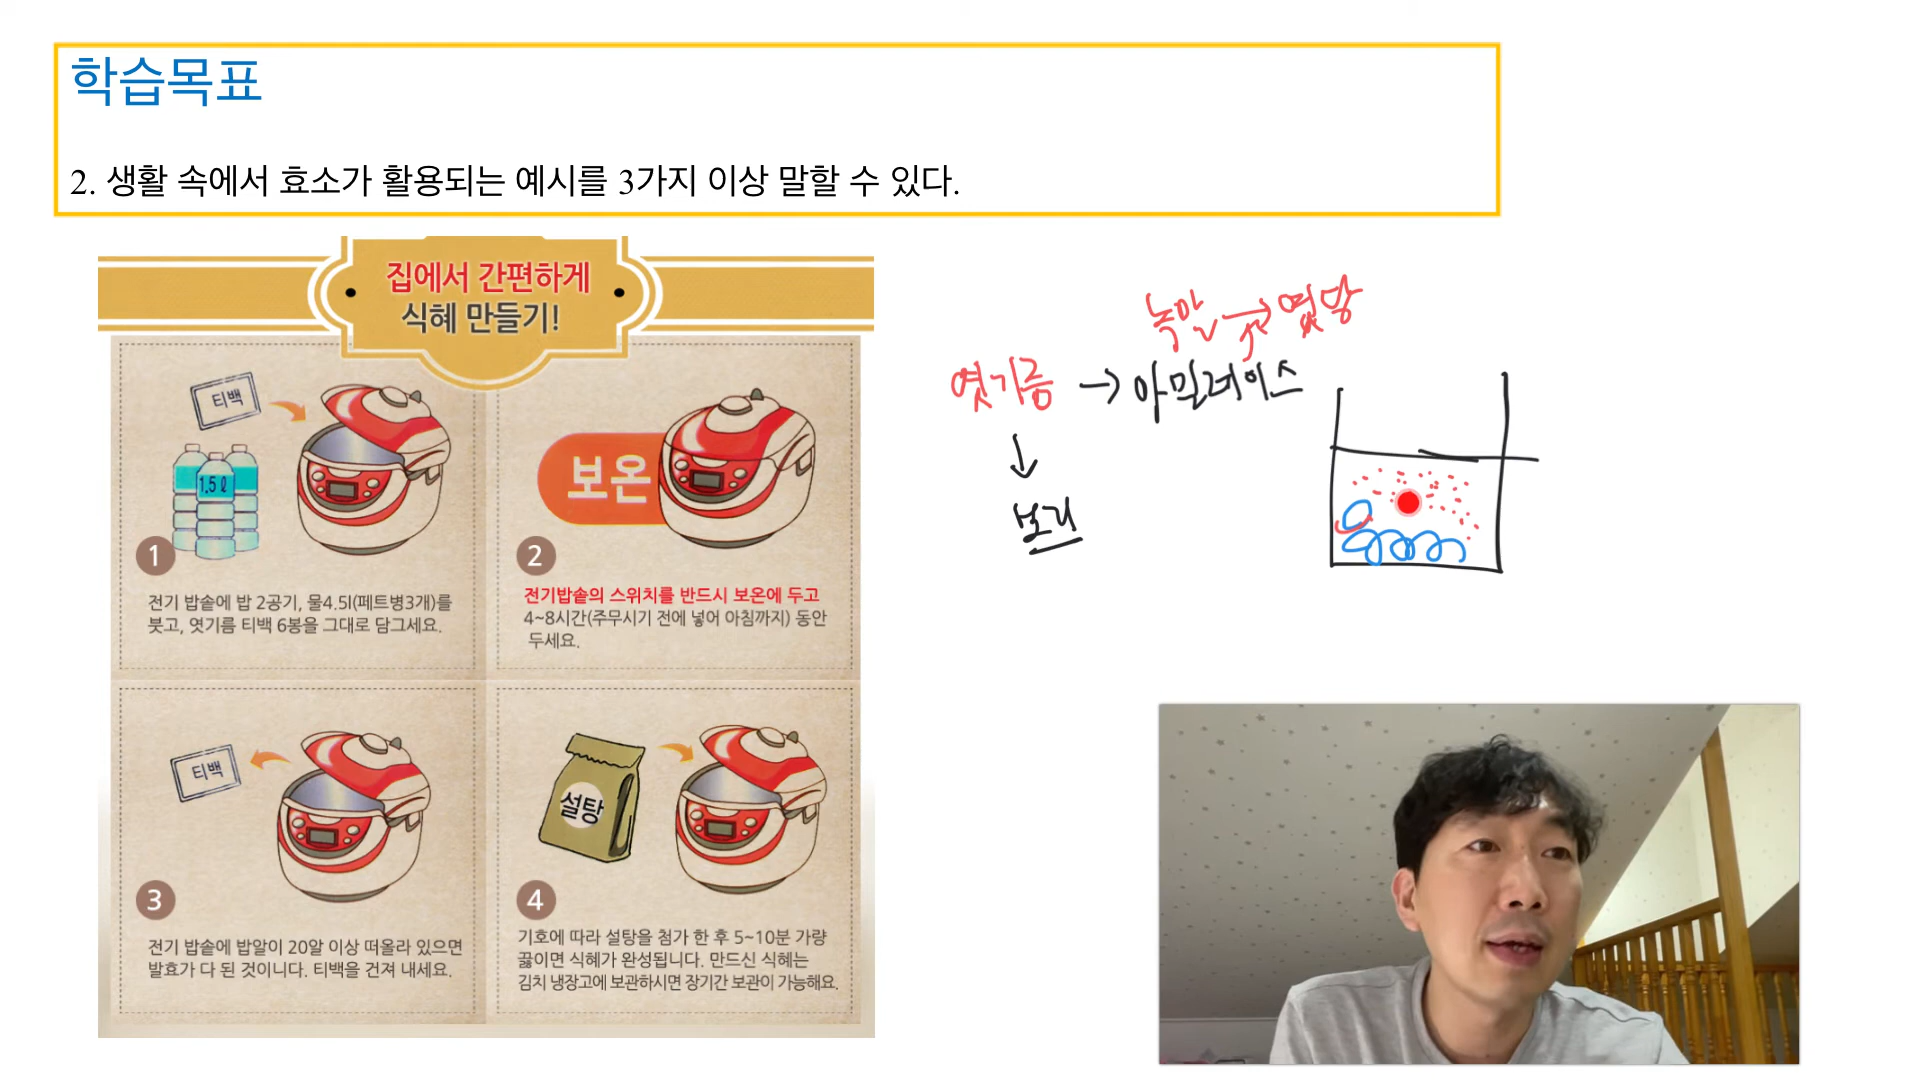 학습목표
2. 생활 속에서 효소가 활용되는 예시를 3가지 이상 말할 수 있다.
집에서 간편하게
식혜 만들기!
티백
1.5ℓ
1
전기 밥솥에 밥 2공기, 물4.5l(페트병3개)를
붓고, 엿기름 티백 6봉을 그대로 담그세요.
보온
2
전기밥솥의 스위치를 반드시 보온에 두고
4~8시간(주무시기 전에 넣어 아침까지) 동안
두세요.
티백
3
전기 밥솥에 밥알이 20알 이상 떠올라 있으면
발효가 다 된 것이니다. 티백을 건져 내세요.
설탕
4
기호에 따라 설탕을 첨가 한 후 5~10분 가량
끓이면 식혜가 완성됩니다. 만드신 식혜는
김치 냉장고에 보관하시면 장기간 보관이 가능해요.
녹말 → 엿당
엿기름 → 아밀레이스
↓
보리